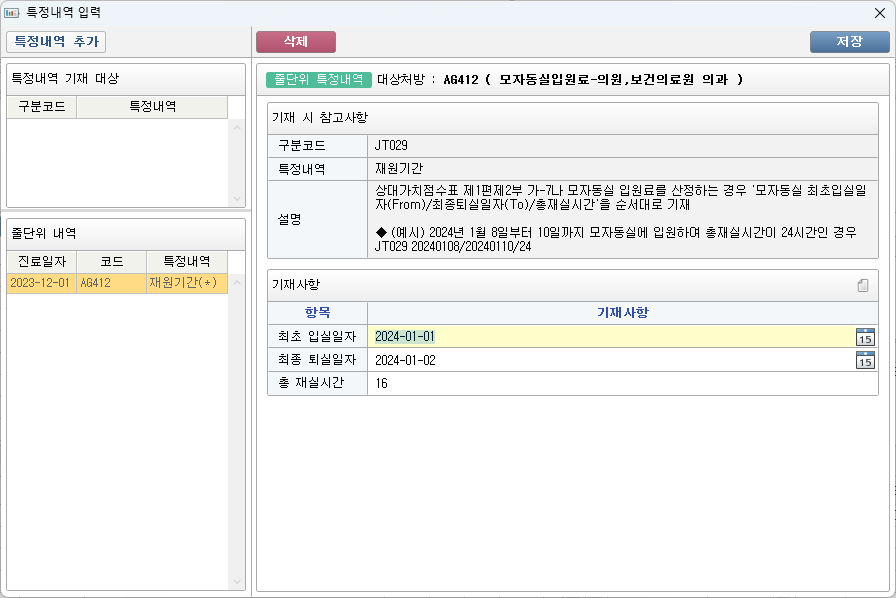 특정내역 입력
특정내역 추가
삭제
저장
특정내역 기재 대상
구분코드 특정내역
줄단위 내역
진료일자 코드 특정내역
2023-12-01 AG412 재원기간(*)
줄단위 특정내역 대상처방 : AG412 ( 모자동실입원료-의원,보건의료원 의과 )
기재 시 참고사항
구분코드 JT029
특정내역 재원기간
설명
상대가치점수표 제1편제2부 가-7나 모자동실 입원료를 산정하는 경우 '모자동실 최초입실일
자(From)/최종퇴실일자(To)/총재실시간'을 순서대로 기재
◆ (예시) 2024년 1월 8일부터 10일까지 모자동실에 입원하며 총재실시간이 24시간인 경우
JT029 20240108/20240110/24
기재사항
항목 기재사항
최초 입실일자 2024-01-01 15
최종 퇴실일자 2024-01-02 15
총 재실시간 16